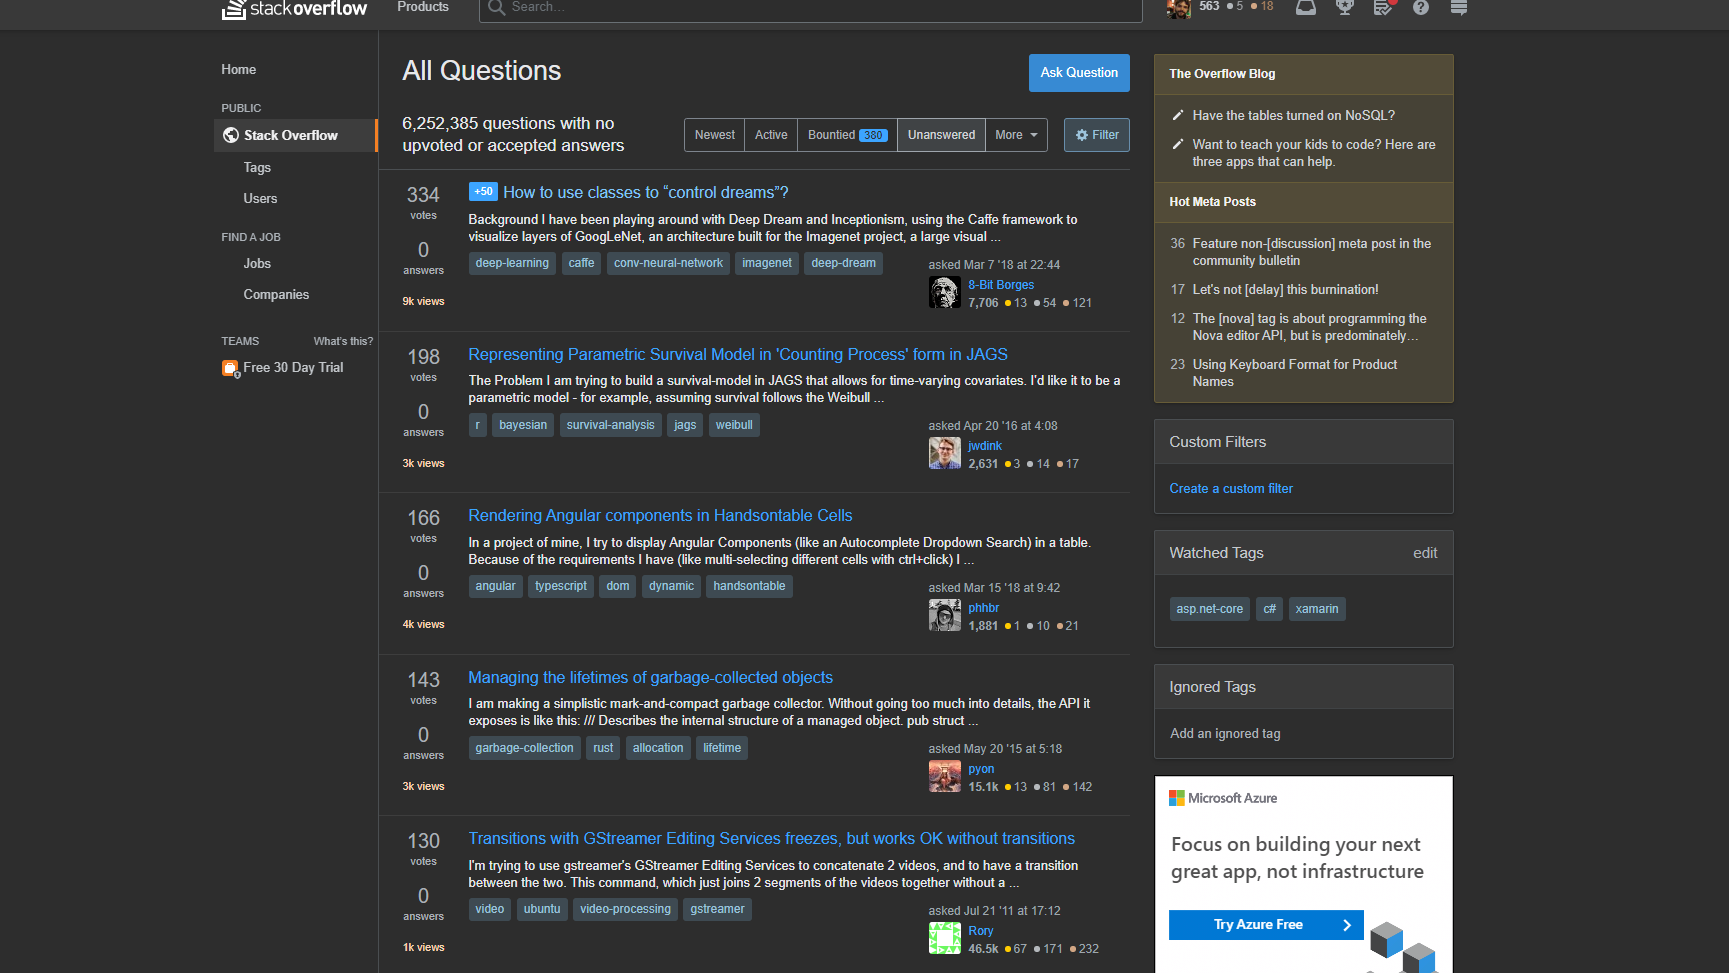 stackoverflow
Products
Search...
563 5 18
Home
PUBLIC
Stack Overflow
Tags
Users
FIND A JOB
Jobs
Companies
TEAMS What's this?
Free 30 Day Trial
All Questions
Ask Question
6,252,385 questions with no
upvoted or accepted answers
Newest Active Bountied 380 Unanswered More Filter
334
votes
0
answers
9k views
+50 How to use classes to “control dreams”?
Background I have been playing around with Deep Dream and Inceptionism, using the Caffe framework to
visualize layers of GoogLeNet, an architecture built for the Imagenet project, a large visual ...
deep-learning caffe conv-neural-network imagenet deep-dream
asked Mar 7 '18 at 22:44
8-Bit Borges
7,706 13 54 121
198
votes
0
answers
3k views
Representing Parametric Survival Model in 'Counting Process' form in JAGS
The Problem I am trying to build a survival-model in JAGS that allows for time-varying covariates. I'd like it to be a
parametric model - for example, assuming survival follows the Weibull ...
r bayesian survival-analysis jags weibull
asked Apr 20 '16 at 4:08
jwdink
2,631 3 14 17
166
votes
0
answers
4k views
Rendering Angular components in Handsontable Cells
In a project of mine, I try to display Angular Components (like an Autocomplete Dropdown Search) in a table.
Because of the requirements I have (like multi-selecting different cells with ctrl+click) I ...
angular typescript dom dynamic handsontable
asked Mar 15 '18 at 9:42
phhbr
1,881 1 10 21
143
votes
0
answers
3k views
Managing the lifetimes of garbage-collected objects
I am making a simplistic mark-and-compact garbage collector. Without going too much into details, the API it
exposes is like this: /// Describes the internal structure of a managed object. pub struct ...
garbage-collection rust allocation lifetime
asked May 20 '15 at 5:18
pyon
15.1k 13 81 142
130
votes
0
answers
1k views
Transitions with GStreamer Editing Services freezes, but works OK without transitions
I'm trying to use gstreamer's GStreamer Editing Services to concatenate 2 videos, and to have a transition
between the two. This command, which just joins 2 segments of the videos together without a ...
video ubuntu video-processing gstreamer
asked Jul 21 '11 at 17:12
Rory
46.5k 67 171 232
The Overflow Blog
Have the tables turned on NoSQL?
Want to teach your kids to code? Here are
three apps that can help.
Hot Meta Posts
36 Feature non-[discussion] meta post in the
community bulletin
17 Let's not [delay] this burnination!
12 The [nova] tag is about programming the
Nova editor API, but is predominately…
23 Using Keyboard Format for Product
Names
Custom Filters
Create a custom filter
Watched Tags edit
asp.net-core c# xamarin
Ignored Tags
Add an ignored tag
Microsoft Azure
Focus on building your next
great app, not infrastructure
Try Azure Free